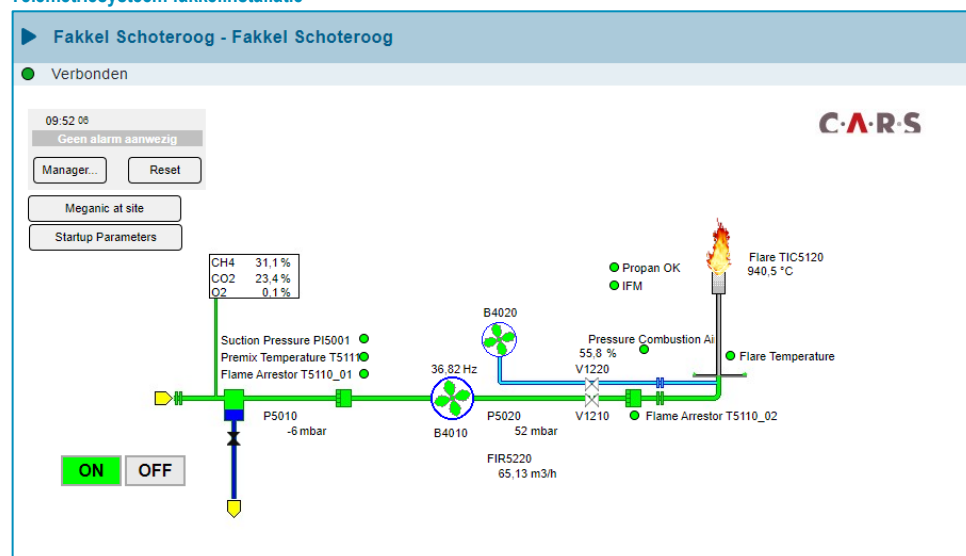 Telemetriesysteem fakkelinstallatie
Fakkel Schoteroog - Fakkel Schoteroog
Verbonden
09:52 08
Geen alarm aanwezig
Manager...
Reset
C·A·R·S
Meganic at site
Startup Parameters
CH4 31,1 %
CO2 23,4 %
O2 0,1 %
Propan OK
IFM
Flare TIC5120
940,5 °C
B4020
Suction Pressure PI5001
Premix Temperature T5111
Flame Arrestor T5110_01
Pressure Combustion Ai
55,8 %
V1220
Flare Temperature
36,82 Hz
P5010
-6 mbar
B4010
P5020
52 mbar
V1210
Flame Arrestor T5110_02
FIR5220
65,13 m3/h
ON
OFF